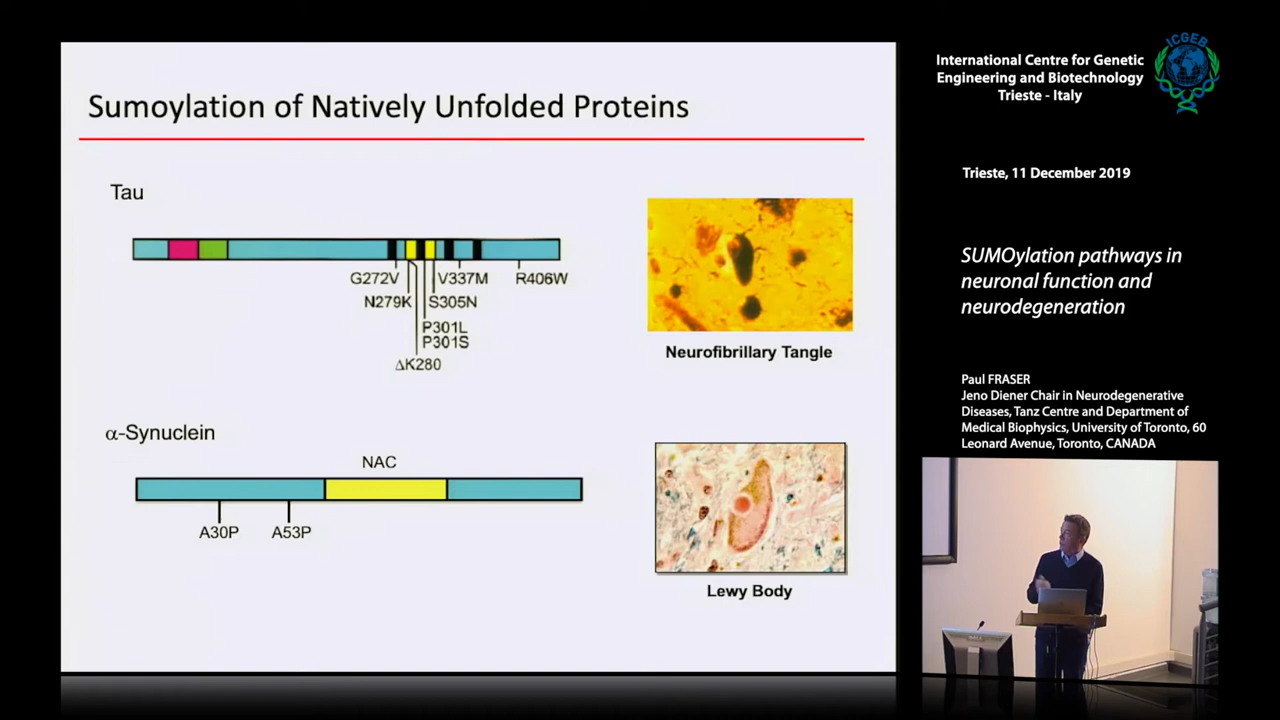 Sumoylation of Natively Unfolded Proteins
Tau
G272V
V337M
R406W
N279K
S305N
P301L
P301S
ΔK280
Neurofibrillary Tangle
α-Synuclein
NAC
A30P
A53P
Lewy Body
ICGEB
International Centre for Genetic
Engineering and Biotechnology
Trieste - Italy
Trieste, 11 December 2019
SUMOylation pathways in
neuronal function and
neurodegeneration
Paul FRASER
Jeno Diener Chair in Neurodegenerative
Diseases, Tanz Centre and Department of
Medical Biophysics, University of Toronto, 60
Leonard Avenue, Toronto, CANADA